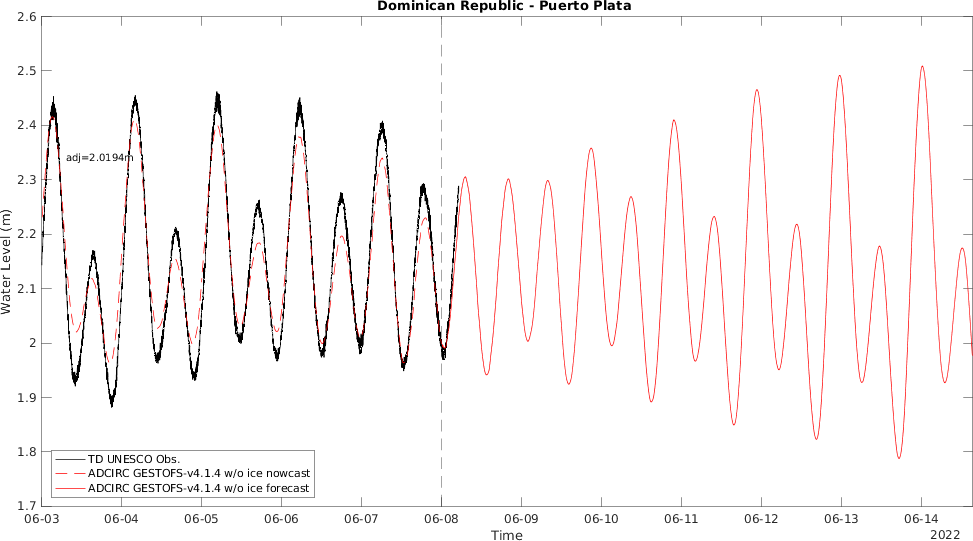 Dominican Republic - Puerto Plata
2.6
2.5
2.4
2.3
2.2
2.1
2
1.9
1.8
1.7
Water Level (m)
adj=2.0194m
TD UNESCO Obs.
ADCIRC GESTOFS-v4.1.4 w/o ice nowcast
ADCIRC GESTOFS-v4.1.4 w/o ice forecast
06-03 06-04 06-05 06-06 06-07 06-08 06-09 06-10 06-11 06-12 06-13 06-14
Time
2022